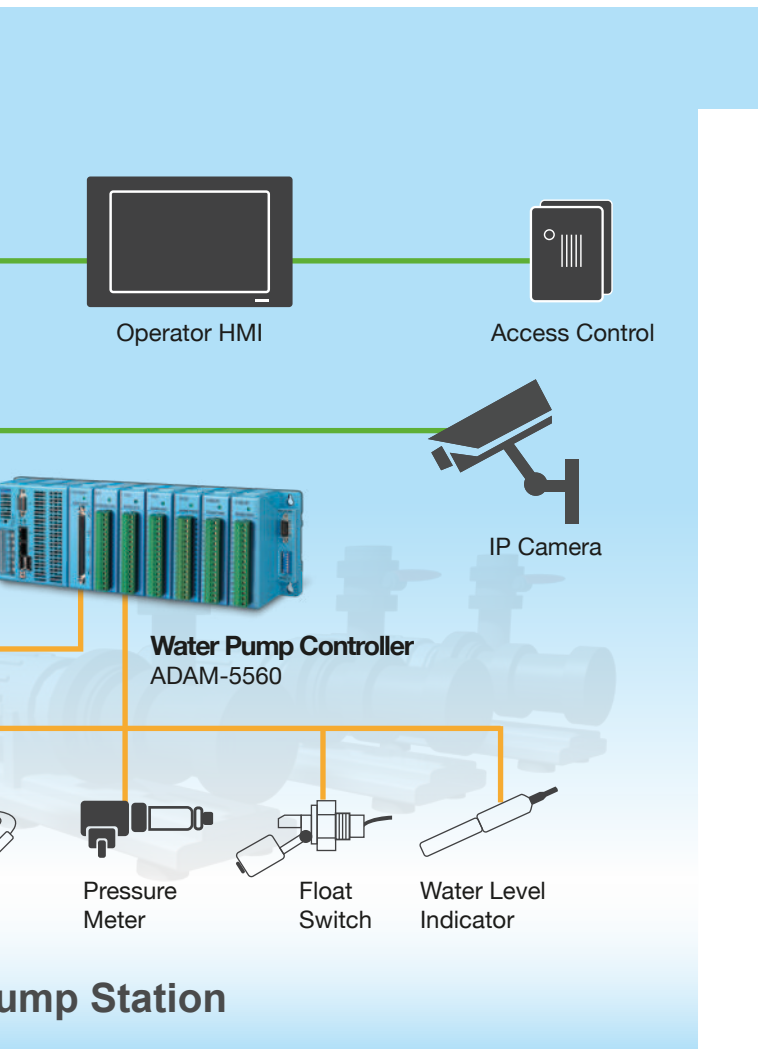 Operator HMI
Access Control
IP Camera
Water Pump Controller
ADAM-5560
Pressure
Meter
Float
Switch
Water Level
Indicator
ump Station